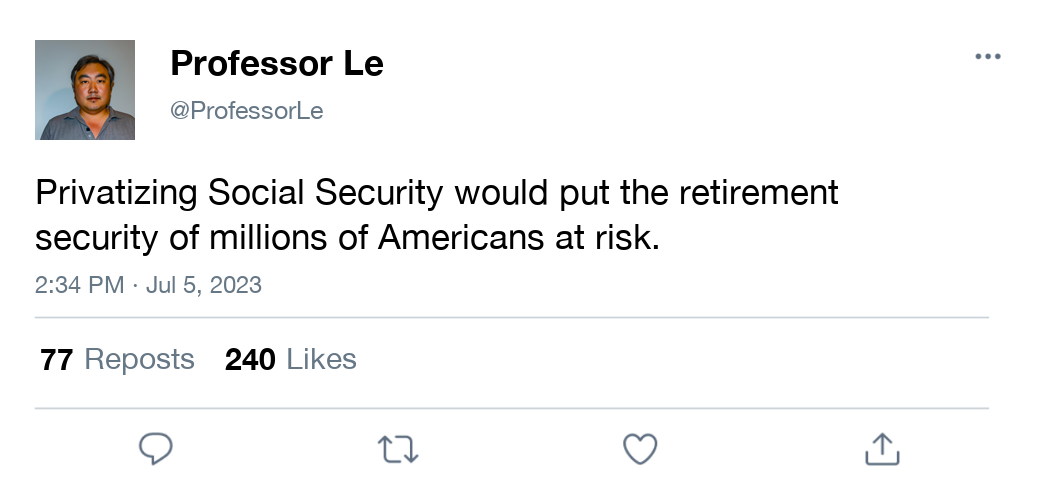 Professor Le
@ProfessorLe
Privatizing Social Security would put the retirement
security of millions of Americans at risk.
2:34 PM · Jul 5, 2023
77 Reposts 240 Likes